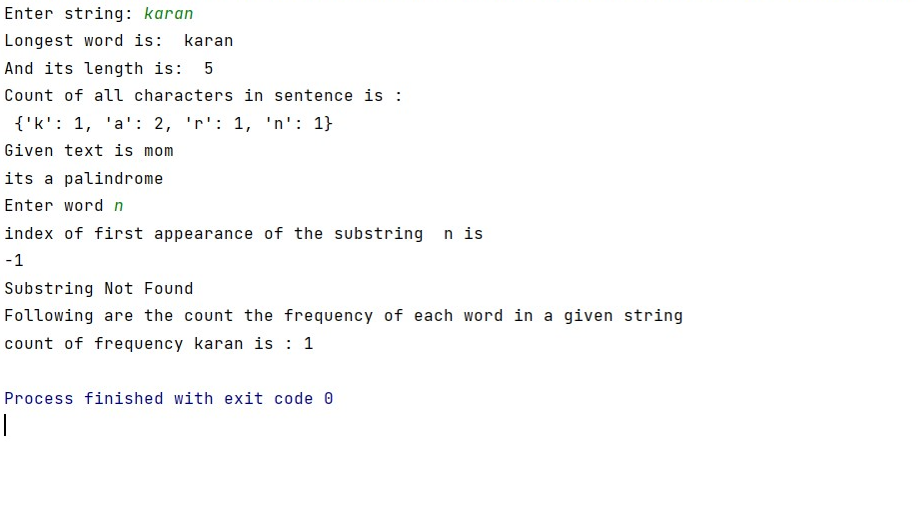 Enter string: karan
Longest word is:  karan
And its length is:  5
Count of all characters in sentence is :
 {'k': 1, 'a': 2, 'r': 1, 'n': 1}
Given text is mom
its a palindrome
Enter word n
index of first appearance of the substring  n is
-1
Substring Not Found
Following are the count the frequency of each word in a given string
count of frequency karan is : 1
Process finished with exit code 0